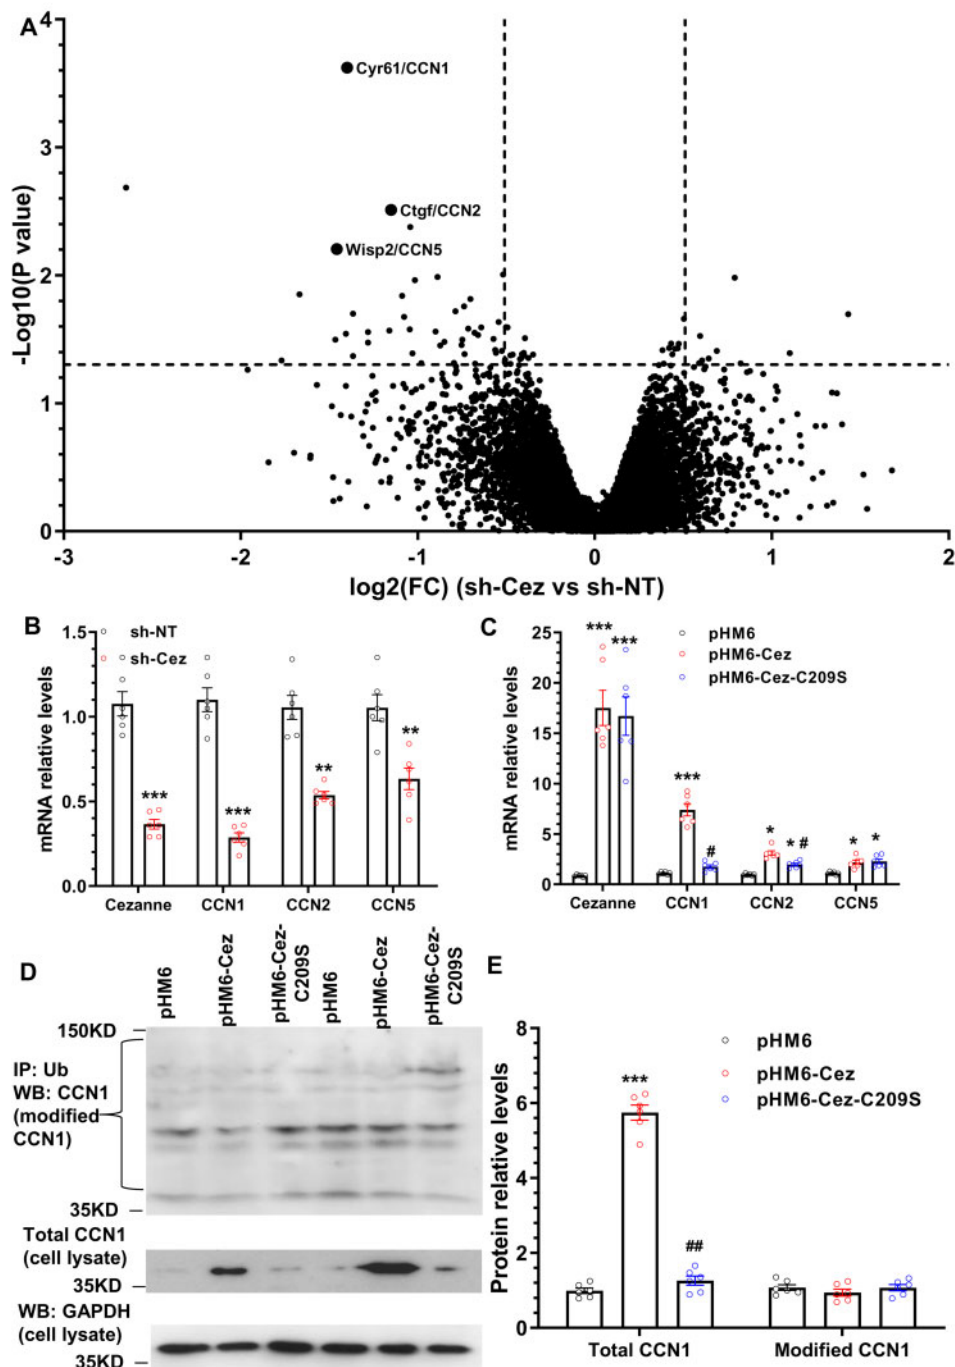 A
4
3
2
1
0
-Log10(P value)
Cyr61/CCN1
Ctgf/CCN2
Wisp2/CCN5
-3
-2
-1
0
1
2
log2(FC) (sh-Cez vs sh-NT)
B
sh-NT
sh-Cez
1.5
1.0
0.5
0.0
mRNA relative levels
***
***
**
**
Cezanne
CCN1
CCN2
CCN5
C
pHM6
pHM6-Cez
pHM6-Cez-C209S
25
20
15
10
5
0
mRNA relative levels
***
***
***
#
*
* #
*
*
Cezanne
CCN1
CCN2
CCN5
D
pHM6
pHM6-Cez
pHM6-Cez-
C209S
pHM6
pHM6-Cez
pHM6-Cez-
C209S
150KD
IP: Ub
WB: CCN1
(modified
CCN1)
35KD
Total CCN1
(cell lysate)
35KD
WB: GAPDH
(cell lysate)
35KD
E
pHM6
pHM6-Cez
pHM6-Cez-C209S
8
6
4
2
0
Protein relative levels
***
##
Total CCN1
Modified CCN1